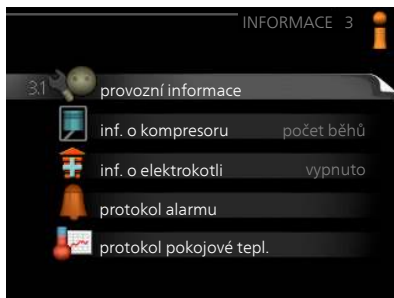 INFORMACE 3
3.1 provozní informace
inf. o kompresoru počet běhů
inf. o elektrokotli vypnuto
protokol alarmu
protokol pokojové tepl.